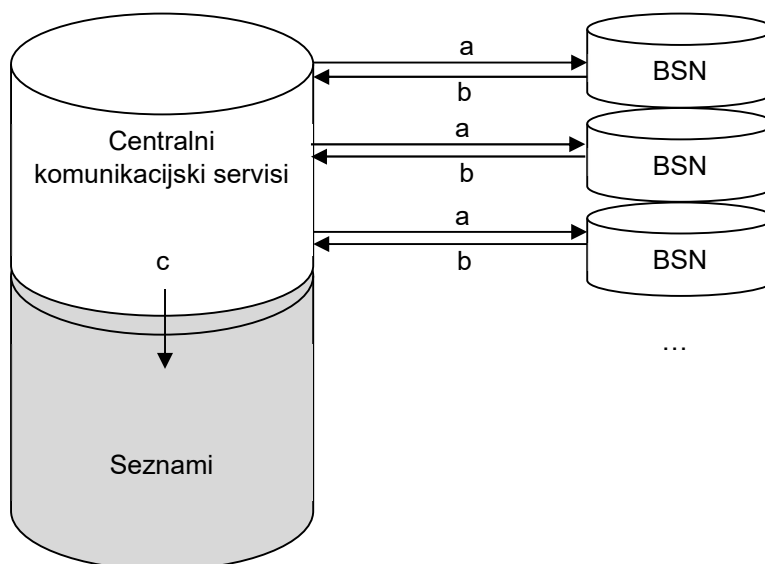 a
BSN
b
Centralni
komunikacijski servisi
a
BSN
b
a
BSN
b
c
...
Seznami